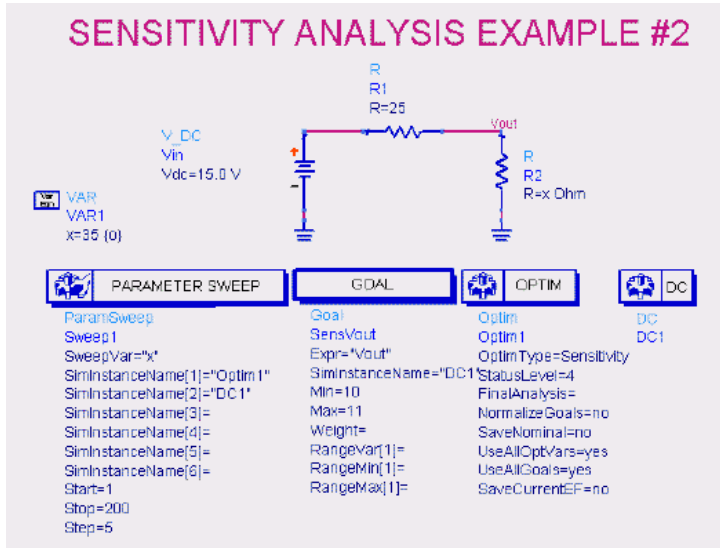 SENSITIVITY ANALYSIS EXAMPLE #2
R
R1
R=25
Vout
V_DC
Vin
Vdc=15.0 V
R
R2
R=x Ohm
VAR
VAR1
x=35 {o}
PARAMETER SWEEP
ParamSweep
Sweep1
SweepVar="x"
SimInstanceName[1]="Optim1"
SimInstanceName[2]="DC1"
SimInstanceName[3]=
SimInstanceName[4]=
SimInstanceName[5]=
SimInstanceName[6]=
Start=1
Stop=200
Step=5
GOAL
Goal
SensVout
Expr="Vout"
SimInstanceName="DC1"
Min=10
Max=11
Weight=
RangeVar[1]=
RangeMin[1]=
RangeMax[1]=
OPTIM
Optim
Optim1
OptimType=Sensitivity
StatusLevel=4
FinalAnalysis=
NormalizeGoals=no
SaveNominal=no
UseAllOptVars=yes
UseAllGoals=yes
SaveCurrentEF=no
DC
DC
DC1